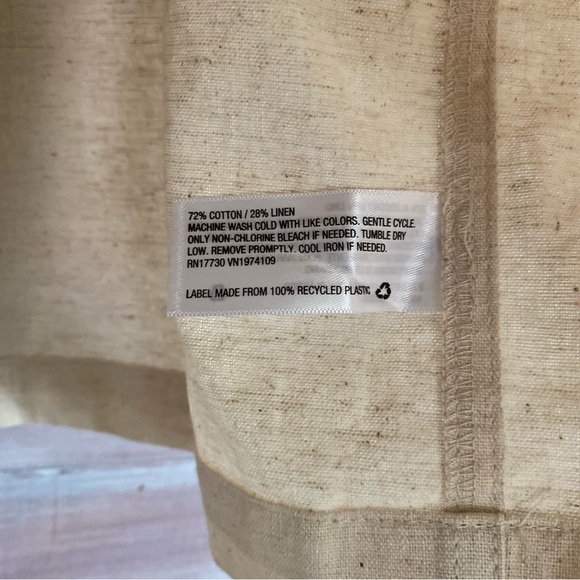 72% COTTON / 28% LINEN
MACHINE WASH COLD WITH LIKE COLORS. GENTLE CYCLE.
ONLY NON-CHLORINE BLEACH IF NEEDED. TUMBLE DRY
LOW. REMOVE PROMPTLY. COOL IRON IF NEEDED.
RN17730 VN1974109
LABEL MADE FROM 100% RECYCLED PLASTIC